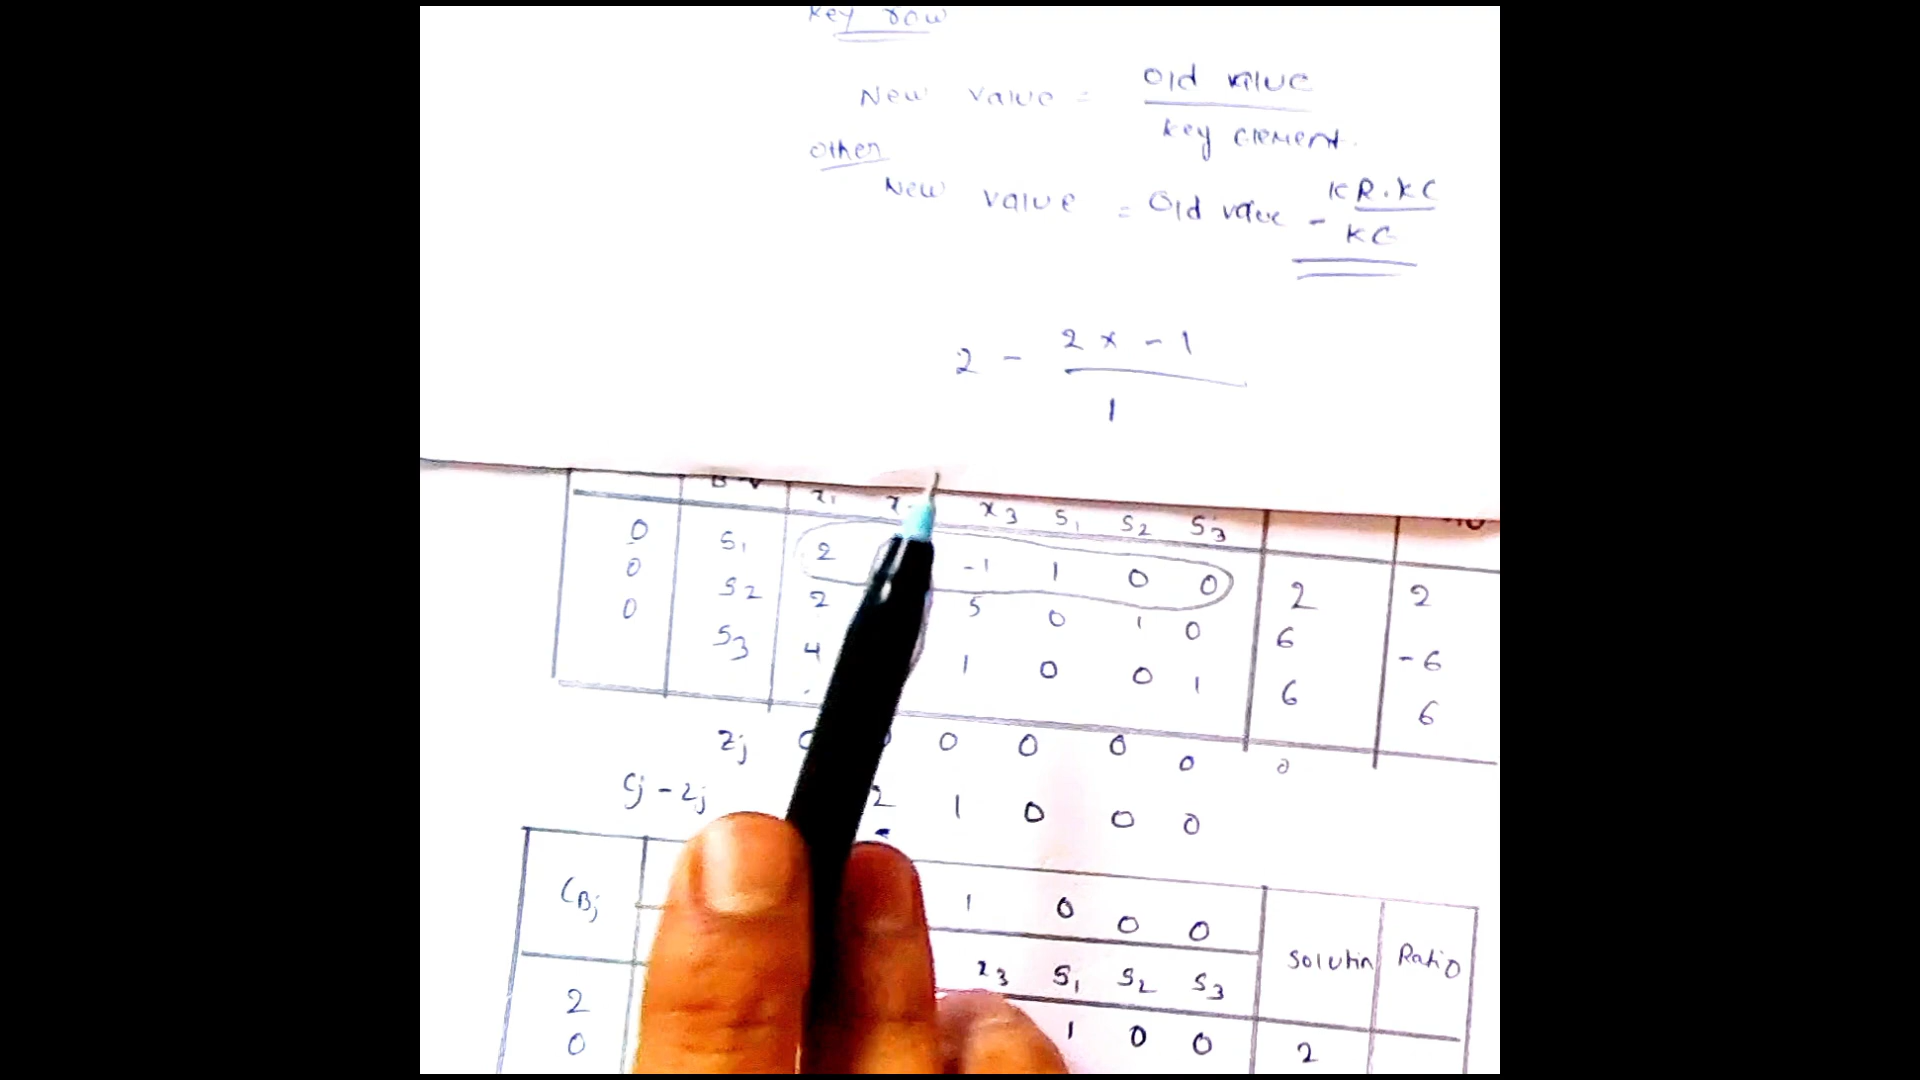 Key row
New value = Old value
Key element.
Other
New value = Old value - KR.KC
KC
2 - 2 x - 1
1
B V x1 x3 S1 S2 S3
0 S1 2 -1 1 0 0 2 2
0 S2 2 5 0 1 0 6 -6
0 S3 4 1 0 0 1 6 6
Zj 0 0 0 0 0 0
Cj - Zj 2 1 0 0 0
CBj 1 0 0 0 Solutin Ratio
x3 S1 S2 S3
2 1 0 0 2
0